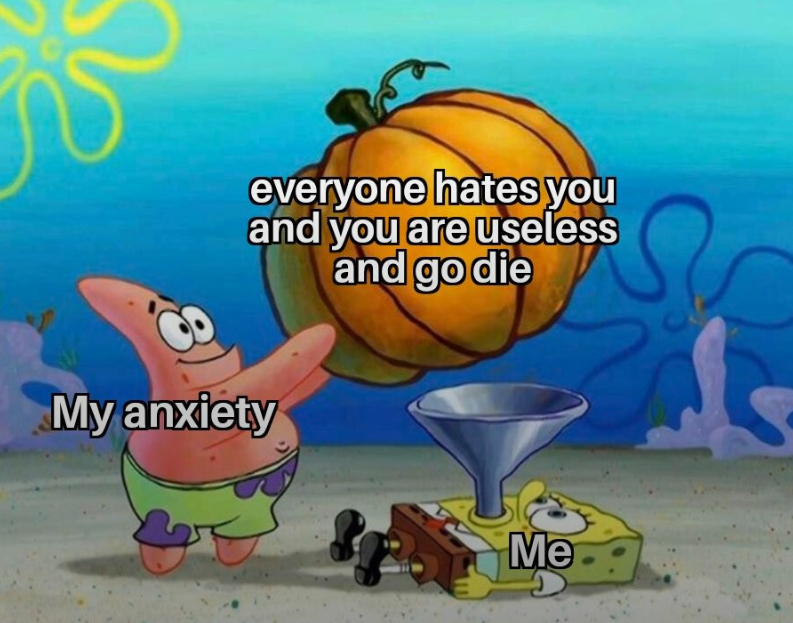 everyone hates you
and you are useless
and go die
My anxiety
Me